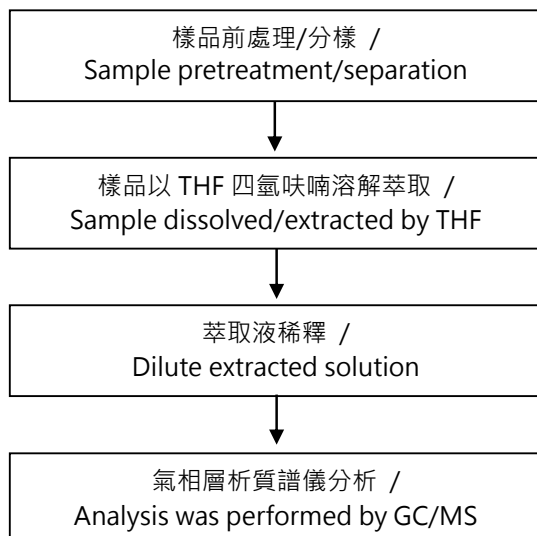 樣品前處理/分樣 /
Sample pretreatment/separation
樣品以 THF 四氫呋喃溶解萃取 /
Sample dissolved/extracted by THF
萃取液稀釋 /
Dilute extracted solution
氣相層析質譜儀分析 /
Analysis was performed by GC/MS